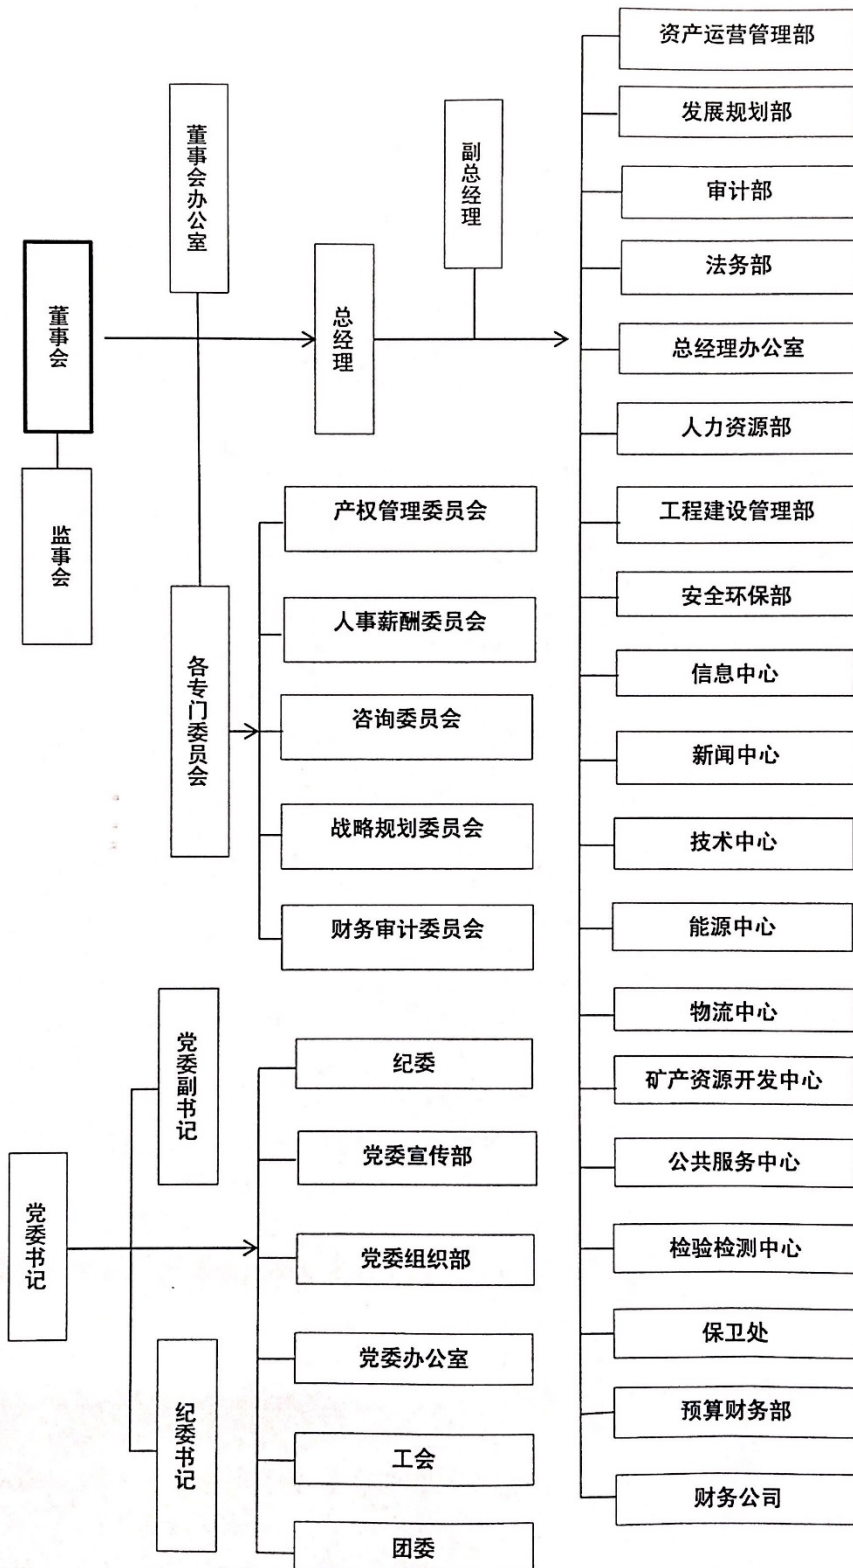 董事会
监事会
董事会办公室
各专门委员会
总经理
副总经理
产权管理委员会
人事薪酬委员会
咨询委员会
战略规划委员会
财务审计委员会
党委书记
党委副书记
纪委书记
纪委
党委宣传部
党委组织部
党委办公室
工会
团委
资产运营管理部
发展规划部
审计部
法务部
总经理办公室
人力资源部
工程建设管理部
安全环保部
信息中心
新闻中心
技术中心
能源中心
物流中心
矿产资源开发中心
公共服务中心
检验检测中心
保卫处
预算财务部
财务公司